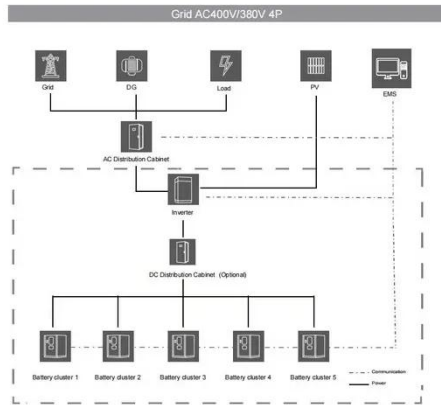 Grid AC400V/380V 4P
Grid
DG
Load
PV
EMS
AC Distribution Cabinet
Inverter
DC Distribution Cabinet (Optional)
Battery cluster 1
Battery cluster 2
Battery cluster 3
Battery cluster 4
Battery cluster 5
Communication
Power